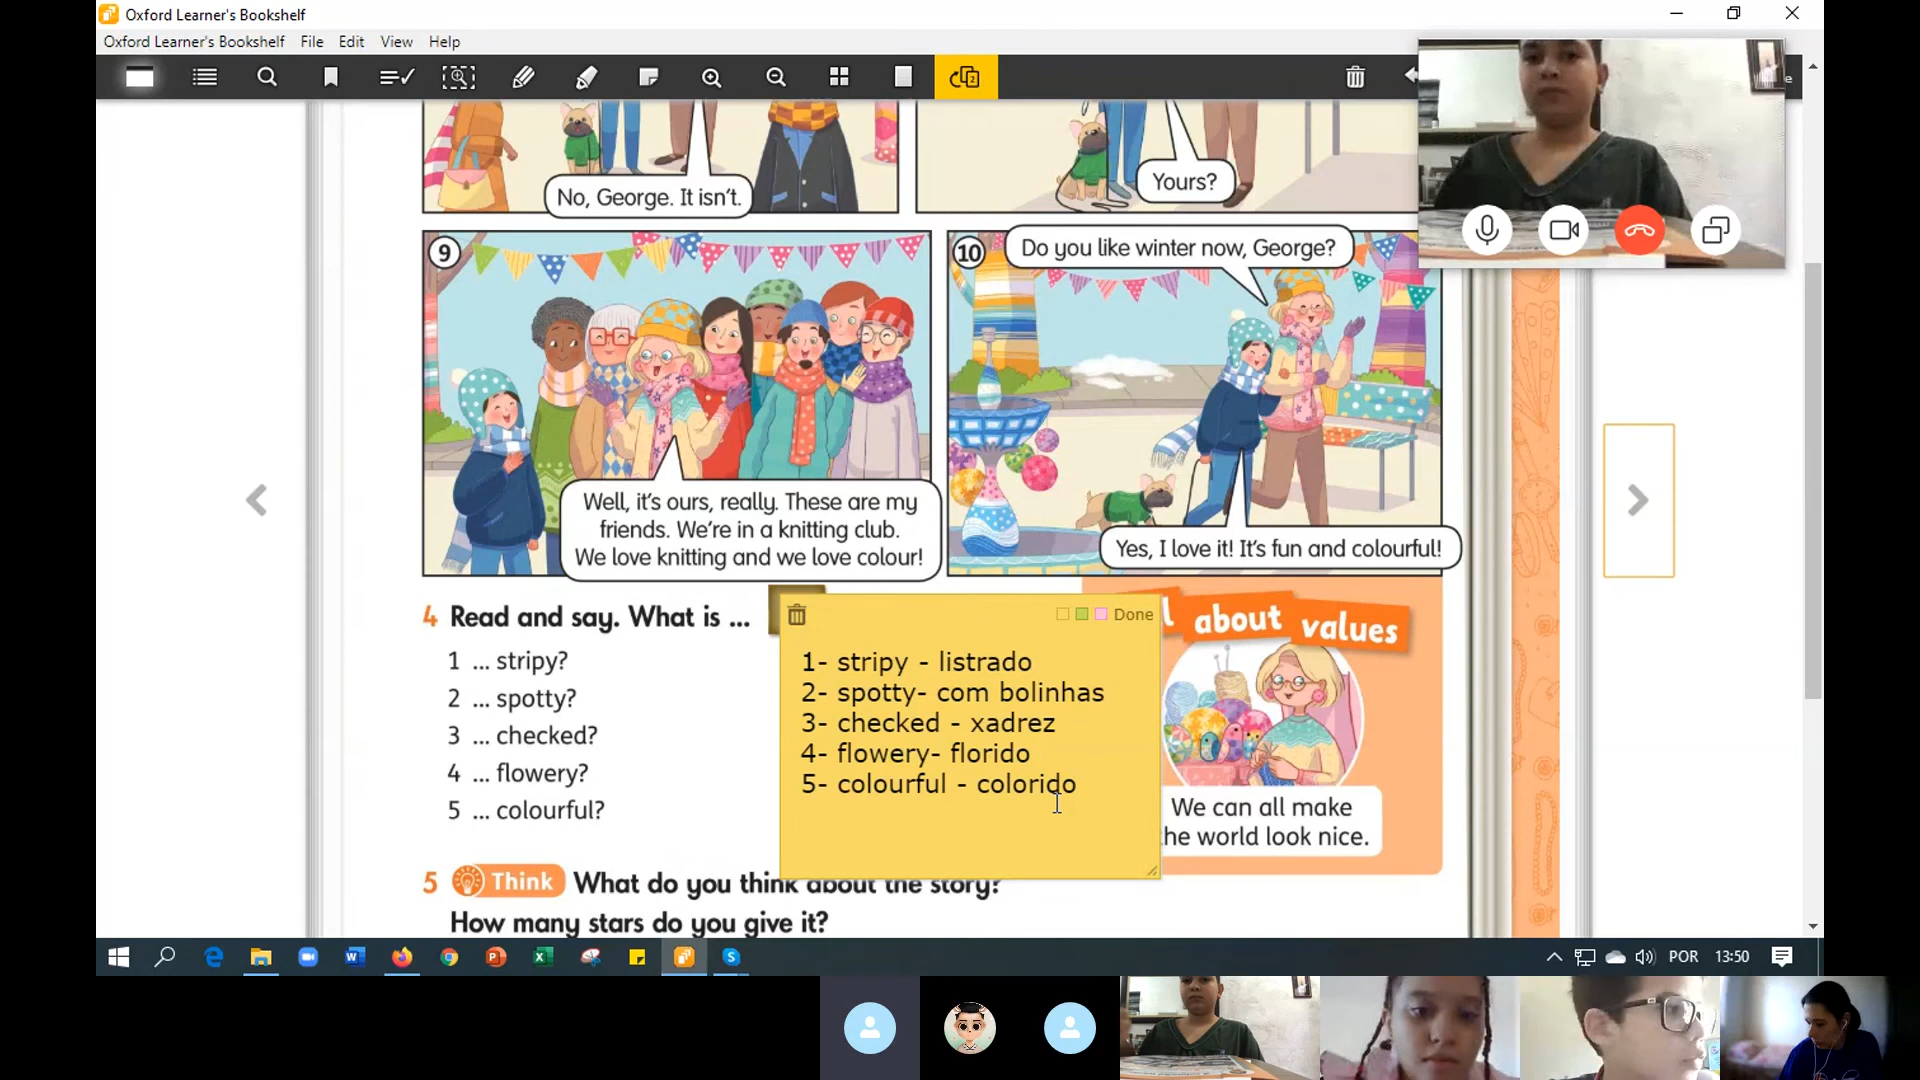 Oxford Learner's Bookshelf
Oxford Learner's Bookshelf File Edit View Help
No, George. It isn't.
Yours?
9
10
Do you like winter now, George?
Well, it's ours, really. These are my
friends. We're in a knitting club.
We love knitting and we love colour!
Yes, I love it! It's fun and colourful!
4 Read and say. What is ...
1 ... stripy?
2 ... spotty?
3 ... checked?
4 ... flowery?
5 ... colourful?
Done
1- stripy - listrado
2- spotty- com bolinhas
3- checked - xadrez
4- flowery- florido
5- colourful - colorido
about values
We can all make
the world look nice.
5 Think What do you think about the story?
How many stars do you give it?
POR 13:50